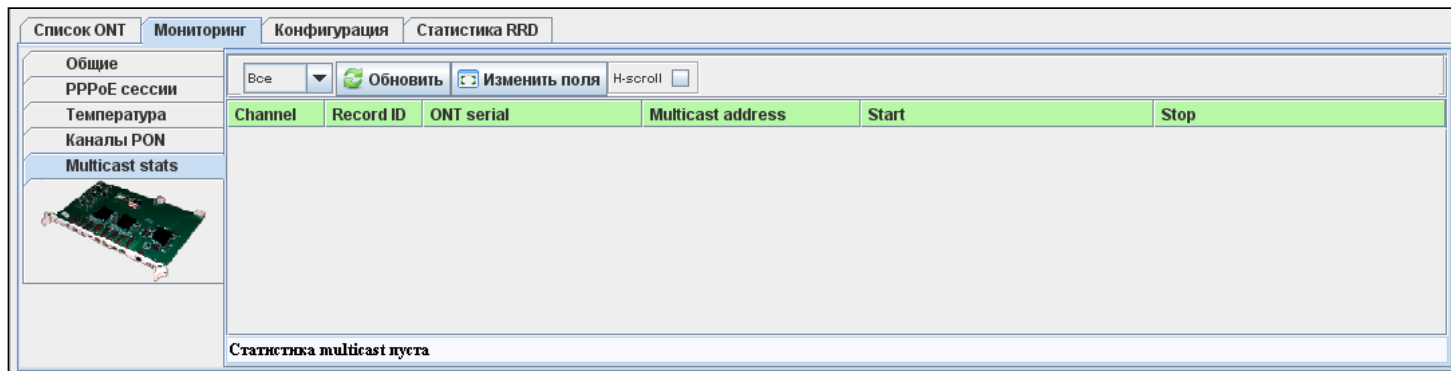 Список ONT Мониторинг Конфигурация Статистика RRD
Общие
PPPoE сессии
Температура
Каналы PON
Multicast stats
Все Обновить Изменить поля H-scroll
Channel Record ID ONT serial Multicast address Start Stop
Статистика multicast пуста